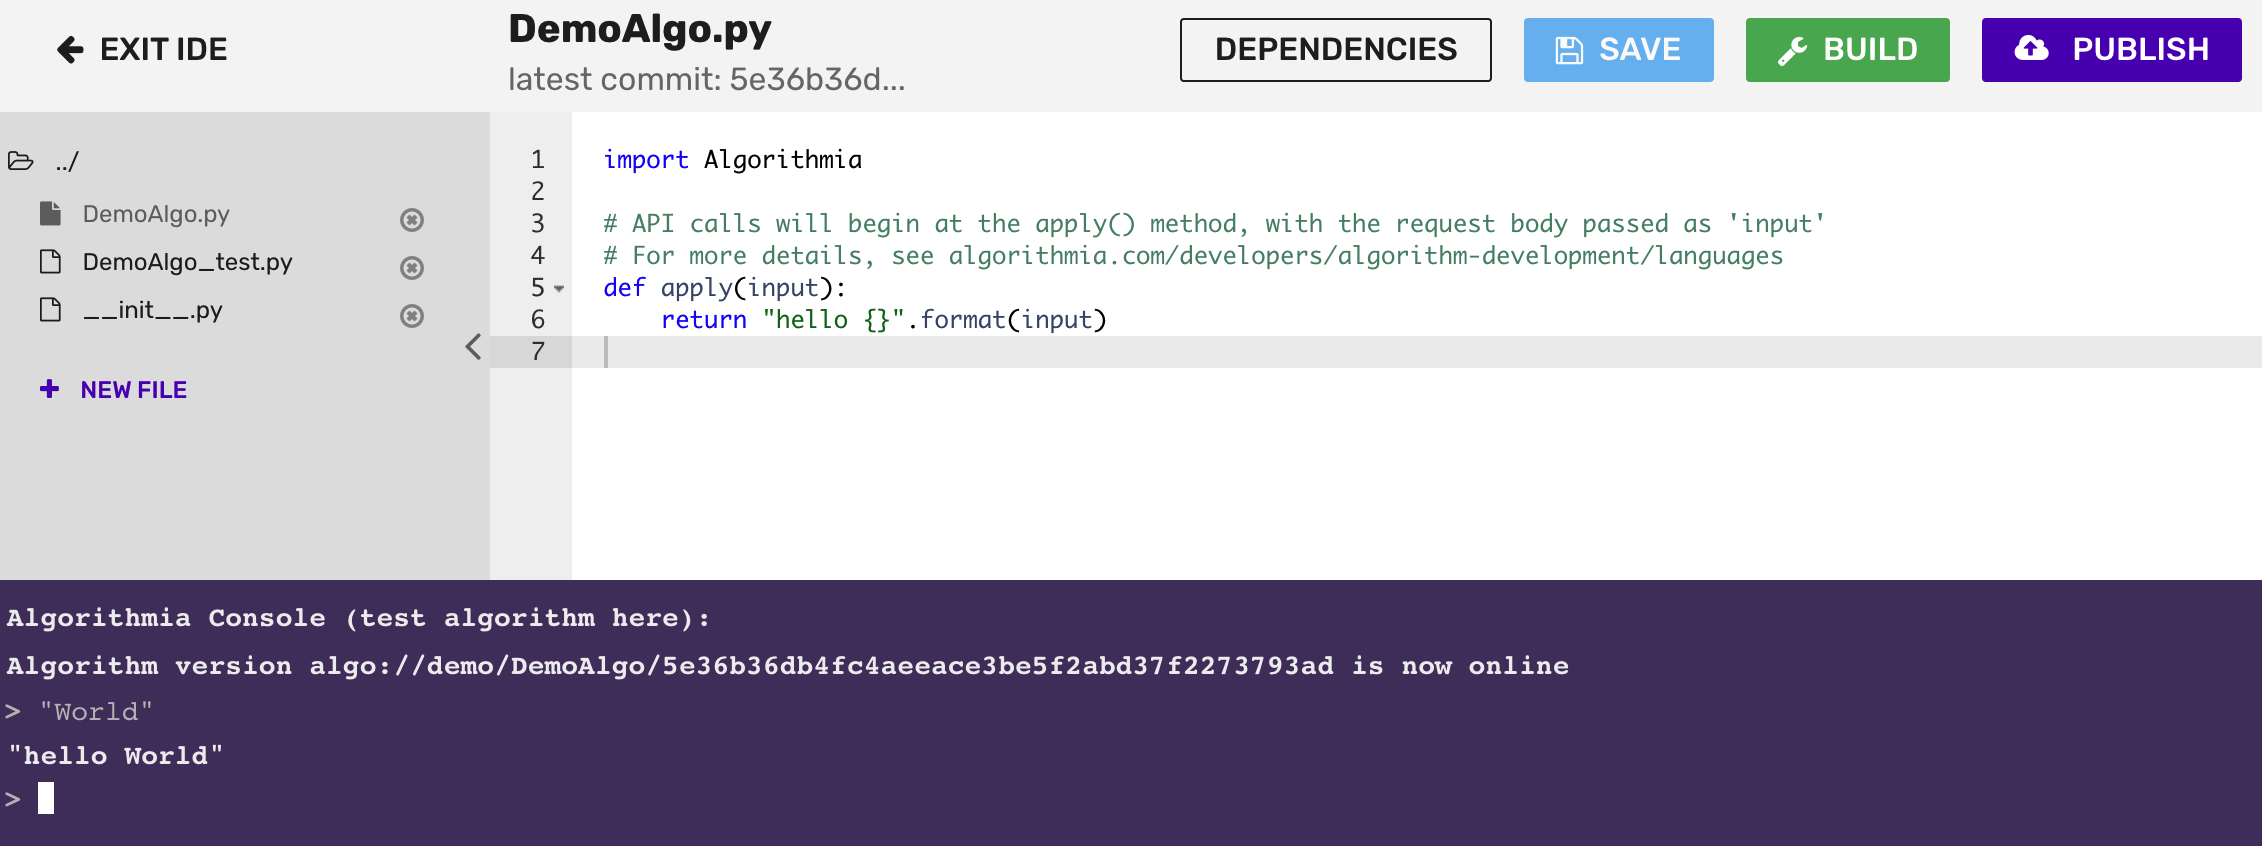 EXIT IDE
DemoAlgo.py
latest commit: 5e36b36d...
DEPENDENCIES
SAVE
BUILD
PUBLISH
../
DemoAlgo.py
DemoAlgo_test.py
__init__.py
NEW FILE
1 import Algorithmia
2
3 # API calls will begin at the apply() method, with the request body passed as 'input'
4 # For more details, see algorithmia.com/developers/algorithm-development/languages
5 def apply(input):
6     return "hello {}".format(input)
7
Algorithmia Console (test algorithm here):
Algorithm version algo://demo/DemoAlgo/5e36b36db4fc4aeeace3be5f2abd37f2273793ad is now online
> "World"
"hello World"
>